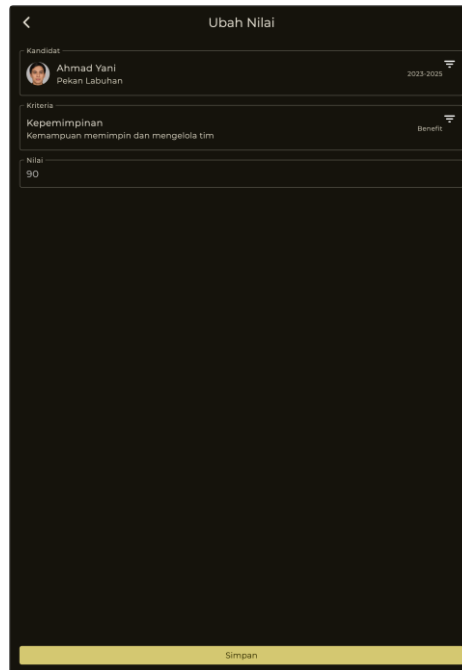 Ubah Nilai
Kandidat
Ahmad Yani
Pekan Labuhan
2023-2025
Kriteria
Kepemimpinan
Kemampuan memimpin dan mengelola tim
Benefit
Nilai
90
Simpan